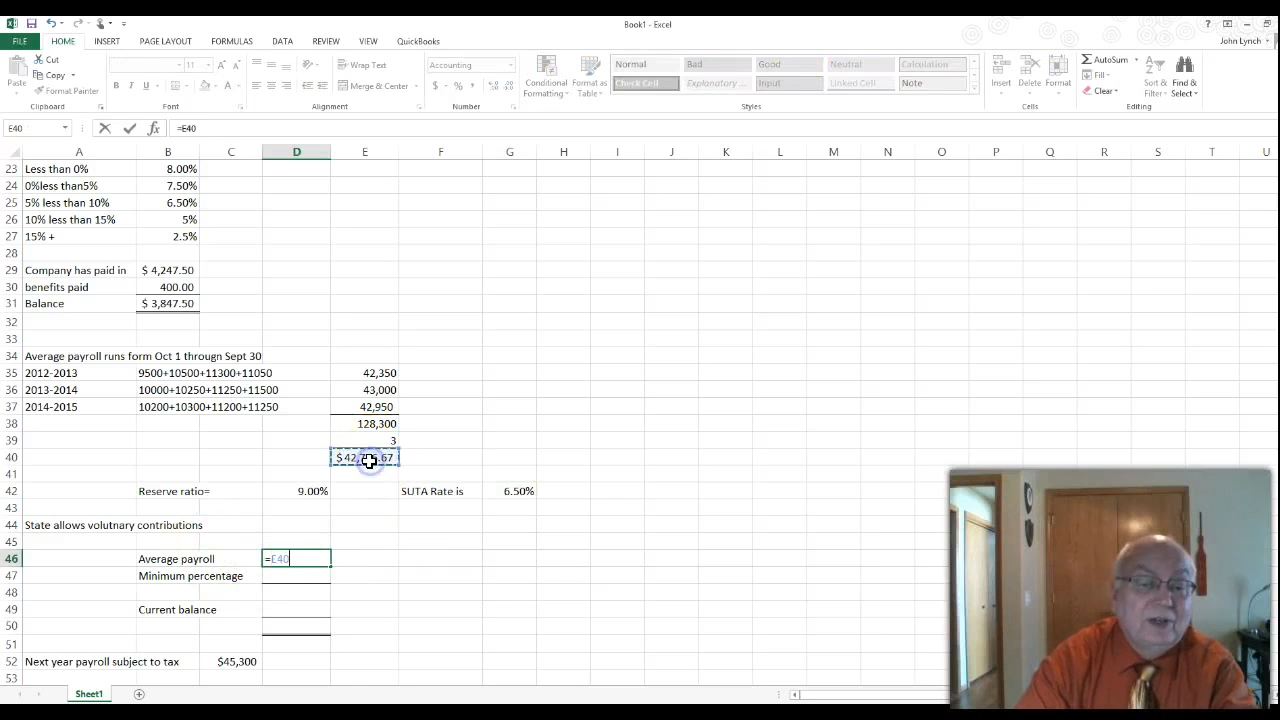 Book1 - Excel
FILE HOME INSERT PAGE LAYOUT FORMULAS DATA REVIEW VIEW QuickBooks John Lynch
Cut
Copy
Format Painter
Paste
Clipboard
11
B I U
Font
Wrap Text
Merge & Center
Alignment
Accounting
$ % ,
Number
Conditional Formatting
Format as Table
Normal Bad Good Neutral Calculation
Check Cell Explanatory ... Input Linked Cell Note
Styles
Insert Delete Format
Cells
AutoSum
Fill
Clear
Sort & Filter
Find & Select
Editing
E40 fx =E40
A B C D E F G H I J K L M N O P Q R S T U
23 Less than 0% 8.00%
24 0%less than5% 7.50%
25 5% less than 10% 6.50%
26 10% less than 15% 5%
27 15% + 2.5%
28
29 Company has paid in $ 4,247.50
30 benefits paid 400.00
31 Balance $ 3,847.50
32
33
34 Average payroll runs form Oct 1 througn Sept 30
35 2012-2013 9500+10500+11300+11050 42,350
36 2013-2014 10000+10250+11250+11500 43,000
37 2014-2015 10200+10300+11200+11250 42,950
38 128,300
39 3
40 $ 42, .67
41
42 Reserve ratio= 9.00% SUTA Rate is 6.50%
43
44 State allows volutnary contributions
45
46 Average payroll =E40
47 Minimum percentage
48
49 Current balance
50
51
52 Next year payroll subject to tax $45,300
53
Sheet1